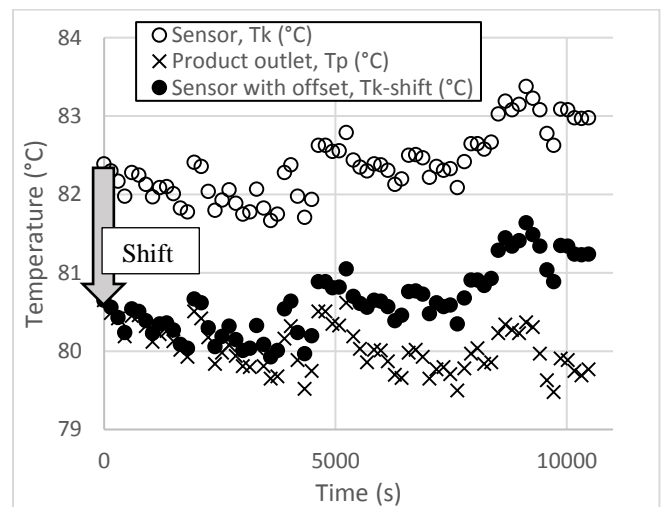 84
Sensor, Tk (°C)
Product outlet, Tp (°C)
Sensor with offset, Tk-shift (°C)
83
82
81
80
79
Temperature (°C)
Shift
0
5000
10000
Time (s)